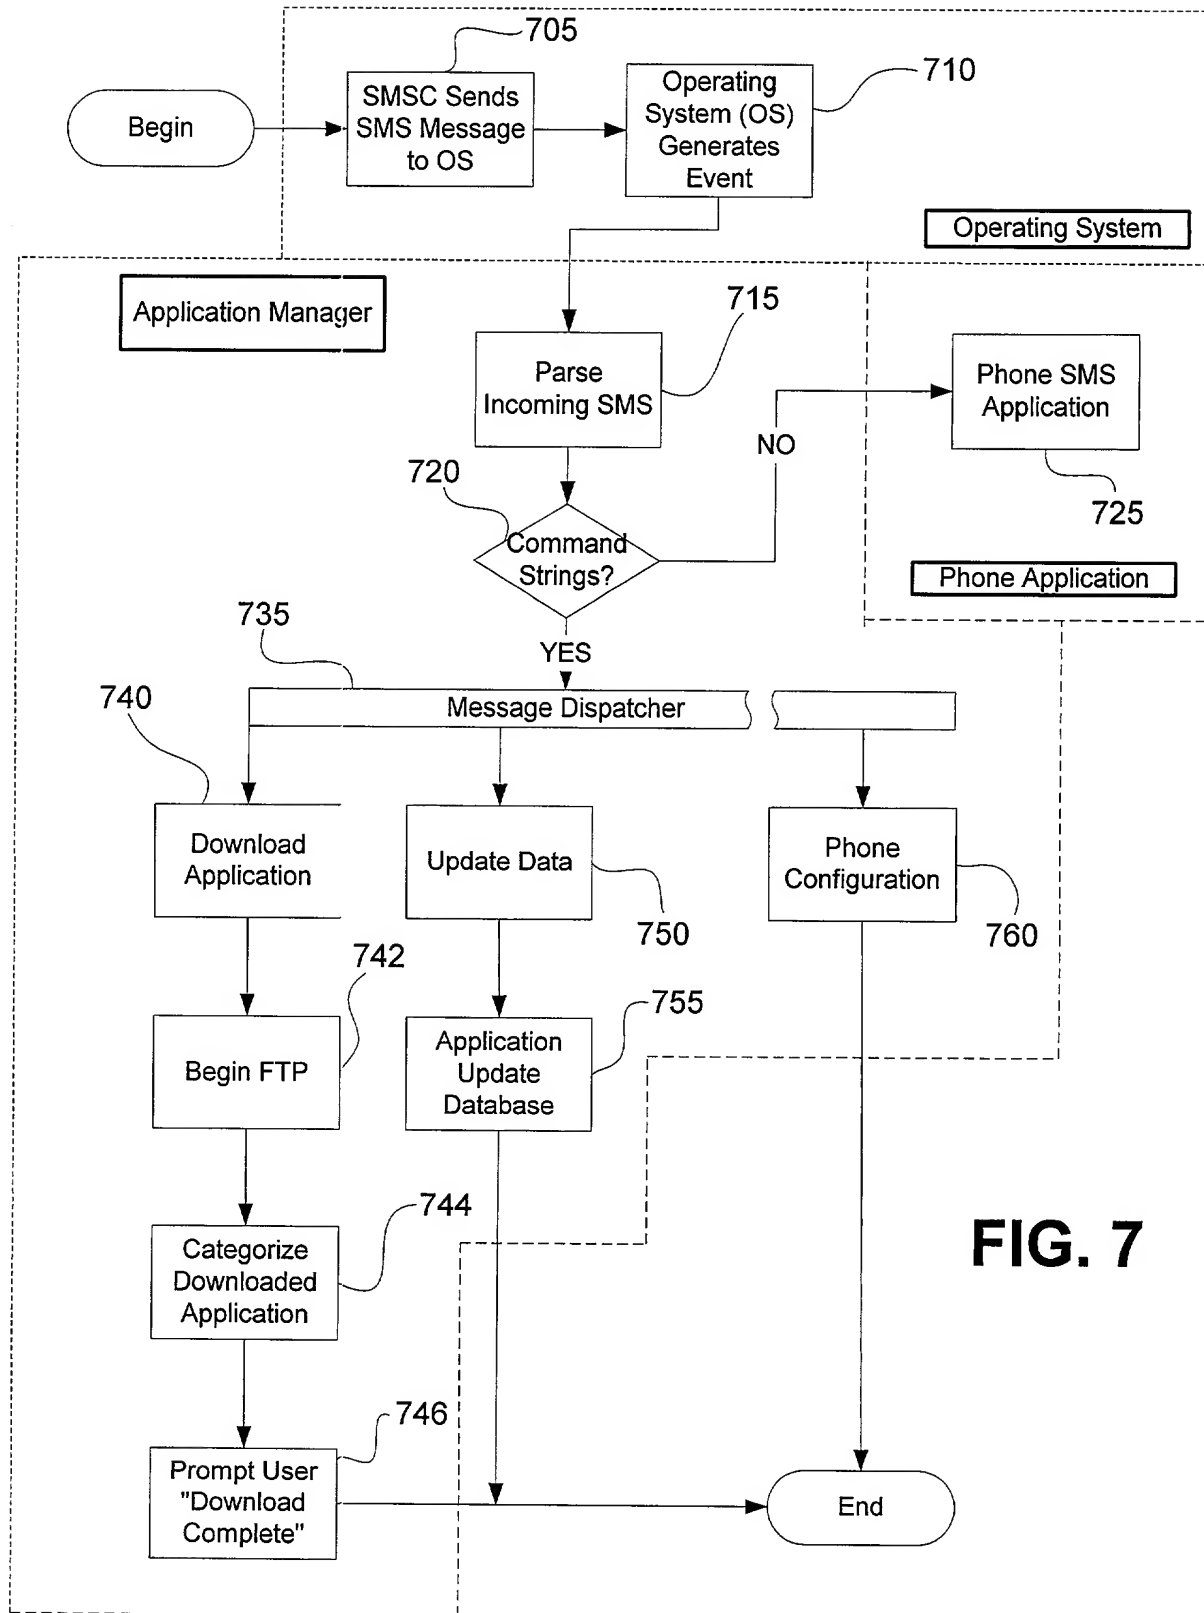 705
SMSC Sends
SMS Message
to OS
Operating
System (OS)
Generates
Event
710
Begin
Operating System
Application Manager
715
Parse
Incoming SMS
Phone SMS
Application
NO
720
725
Command
Strings?
Phone Application
735
YES
740
Message Dispatcher
Download
Application
Update Data
Phone
Configuration
750
760
742
755
Begin FTP
Application
Update
Database
744
Categorize
Downloaded
Application
FIG. 7
746
Prompt User
"Download
Complete"
End